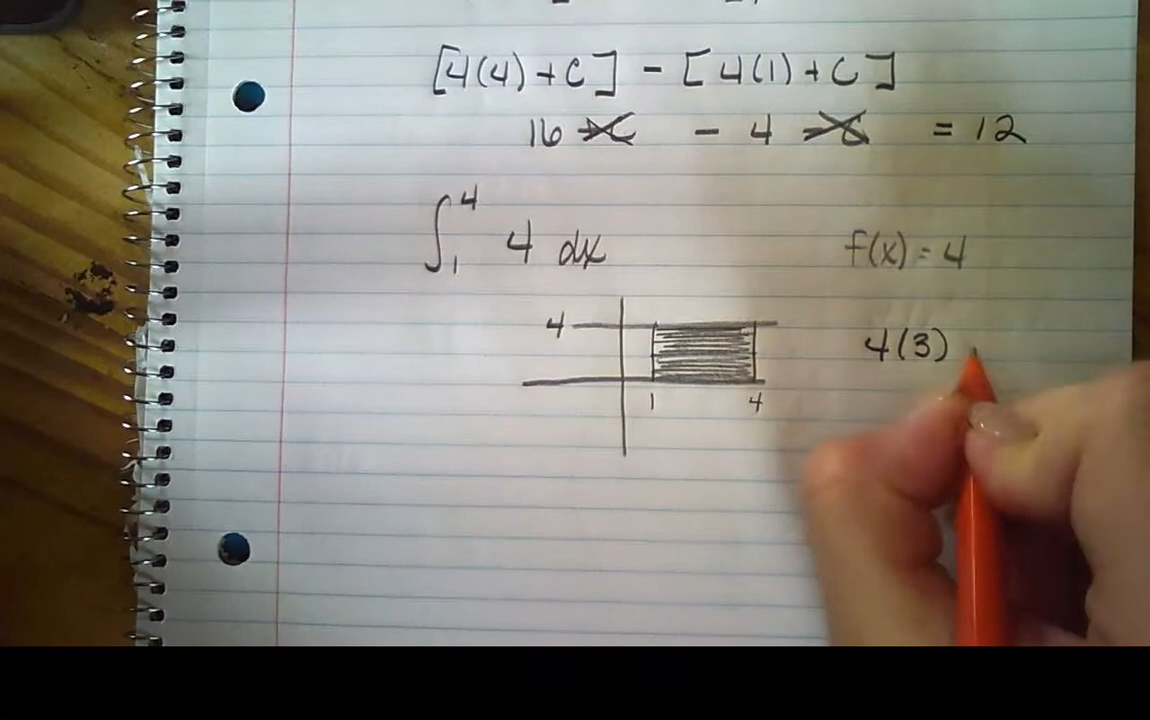 [4(4)+C] - [4(1)+C]
16 +C - 4 +C = 12
∫₁⁴ 4 dx f(x) = 4
4 4(3)
1 4